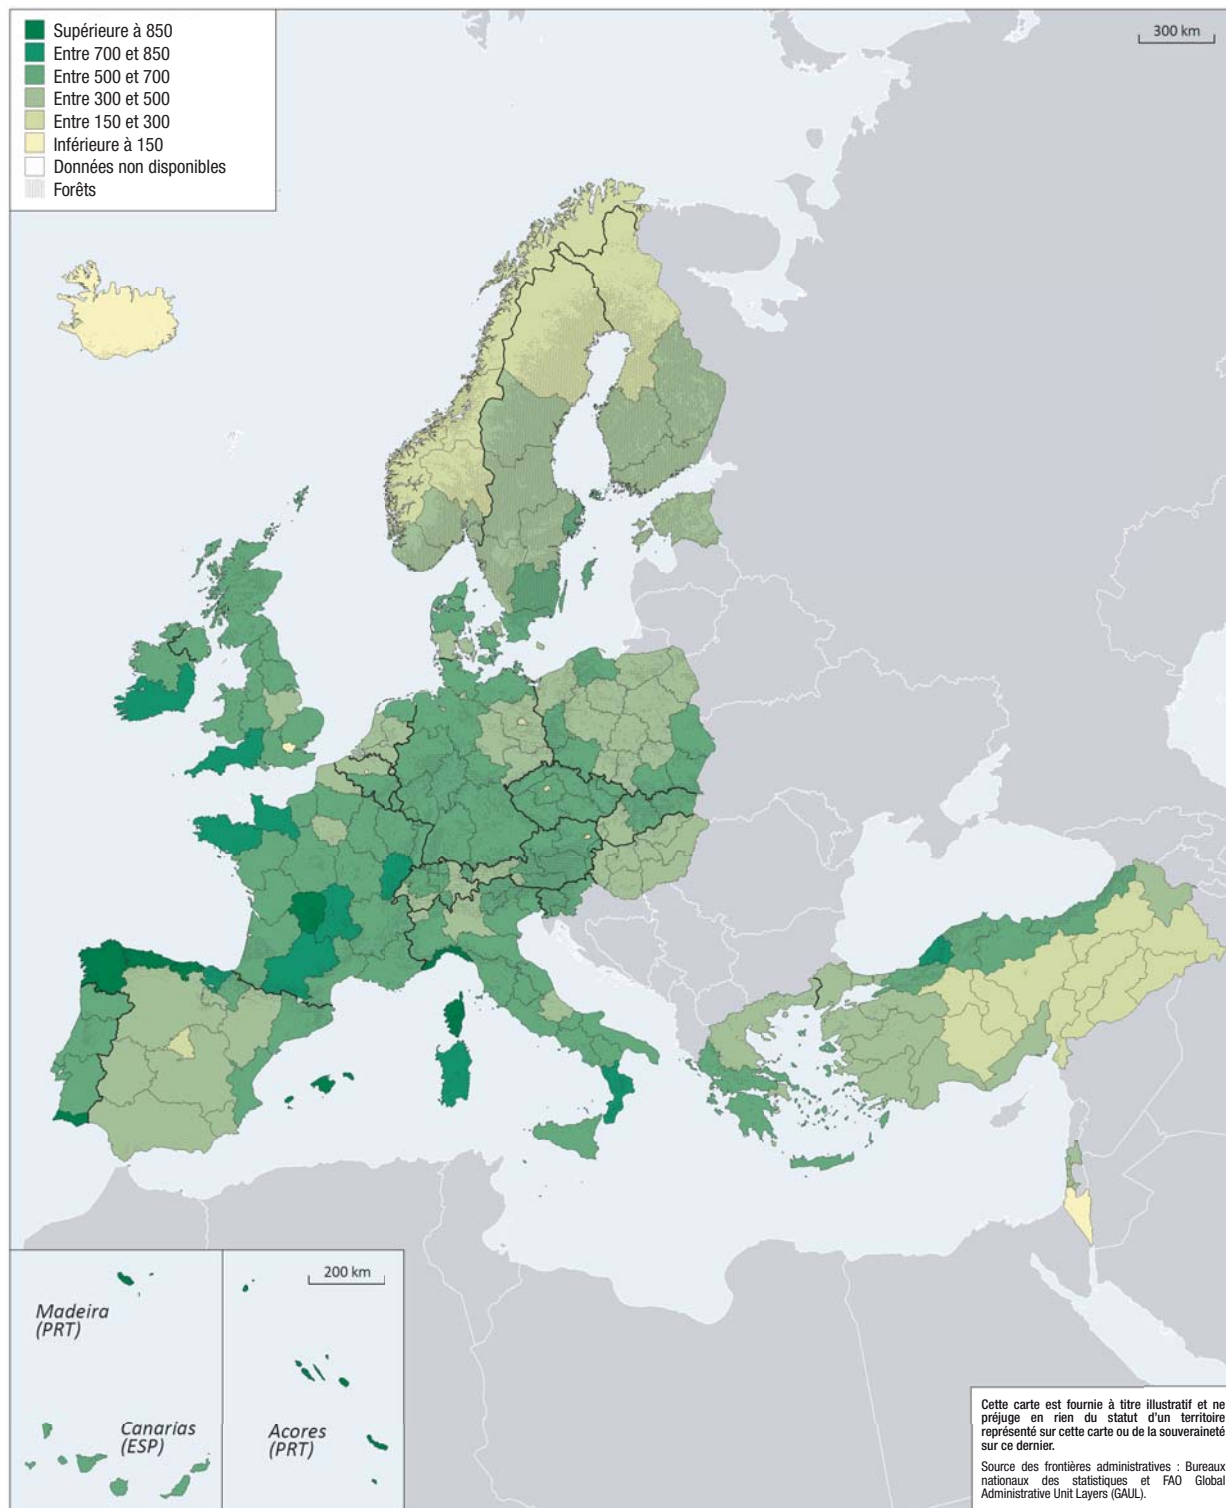 Supérieure à 850
Entre 700 et 850
Entre 500 et 700
Entre 300 et 500
Entre 150 et 300
Inférieure à 150
Données non disponibles
Forêts
300 km
200 km
Madeira
(PRT)
Canarias
(ESP)
Acores
(PRT)
Cette carte est fournie à titre illustratif et ne
préjuge en rien du statut d'un territoire
représenté sur cette carte ou de la souveraineté
sur ce dernier.
Source des frontières administratives : Bureaux
nationaux des statistiques et FAO Global
Administrative Unit Layers (GAUL).